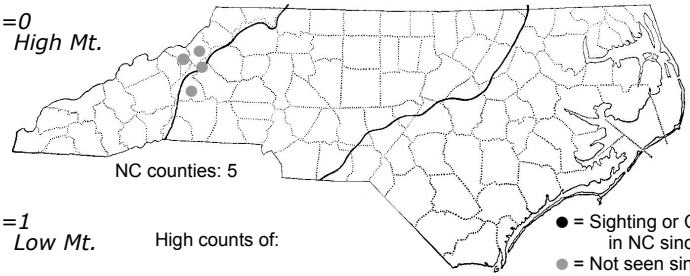 =0
High Mt.
NC counties: 5
=1
Low Mt.
High counts of:
● = Sighting or
in NC sinc
● = Not seen sin